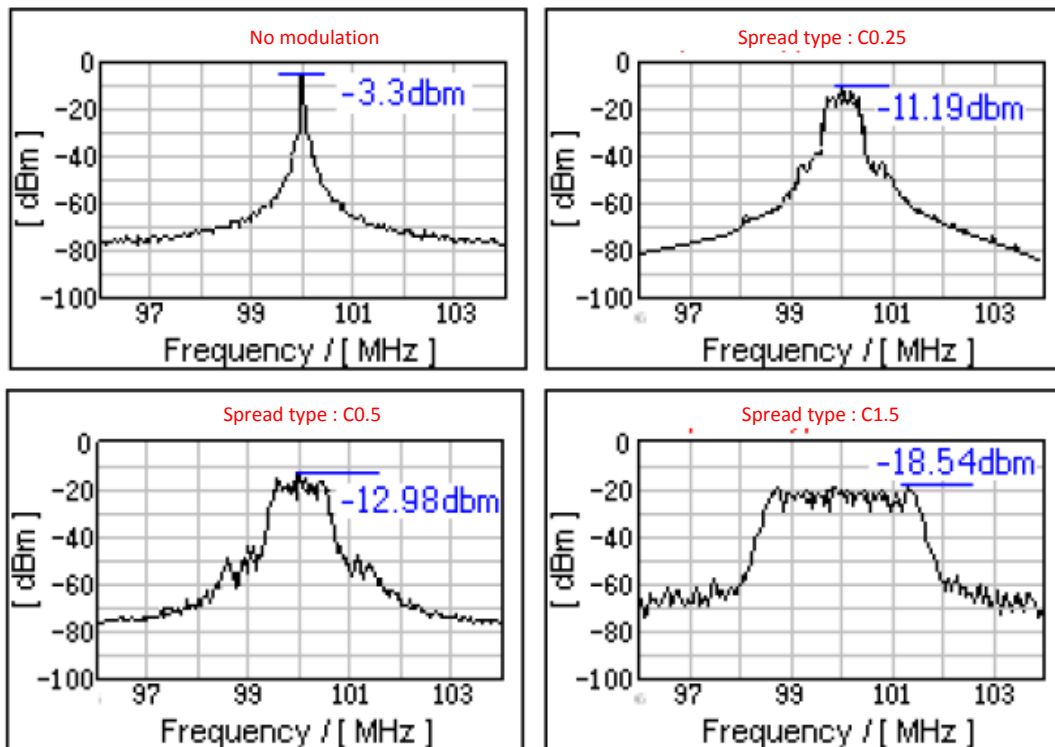 No modulation
0
-20
-40
-60
-80
-100
[ dBm ]
-3.3dbm
97 99 101 103
Frequency / [ MHz ]
Spread type : C0.25
0
-20
-40
-60
-80
-100
[ dBm ]
-11.19dbm
97 99 101 103
Frequency / [ MHz ]
Spread type : C0.5
0
-20
-40
-60
-80
-100
[ dBm ]
-12.98dbm
97 99 101 103
Frequency / [ MHz ]
Spread type : C1.5
0
-20
-40
-60
-80
-100
[ dBm ]
-18.54dbm
97 99 101 103
Frequency / [ MHz ]